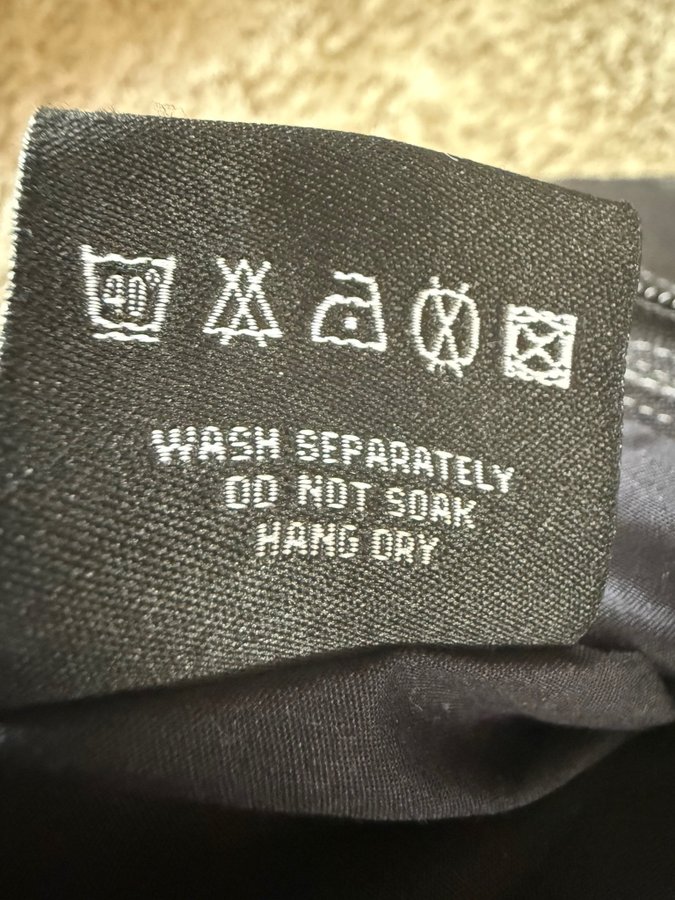 40°
WASH SEPARATELY
DO NOT SOAK
HANG DRY